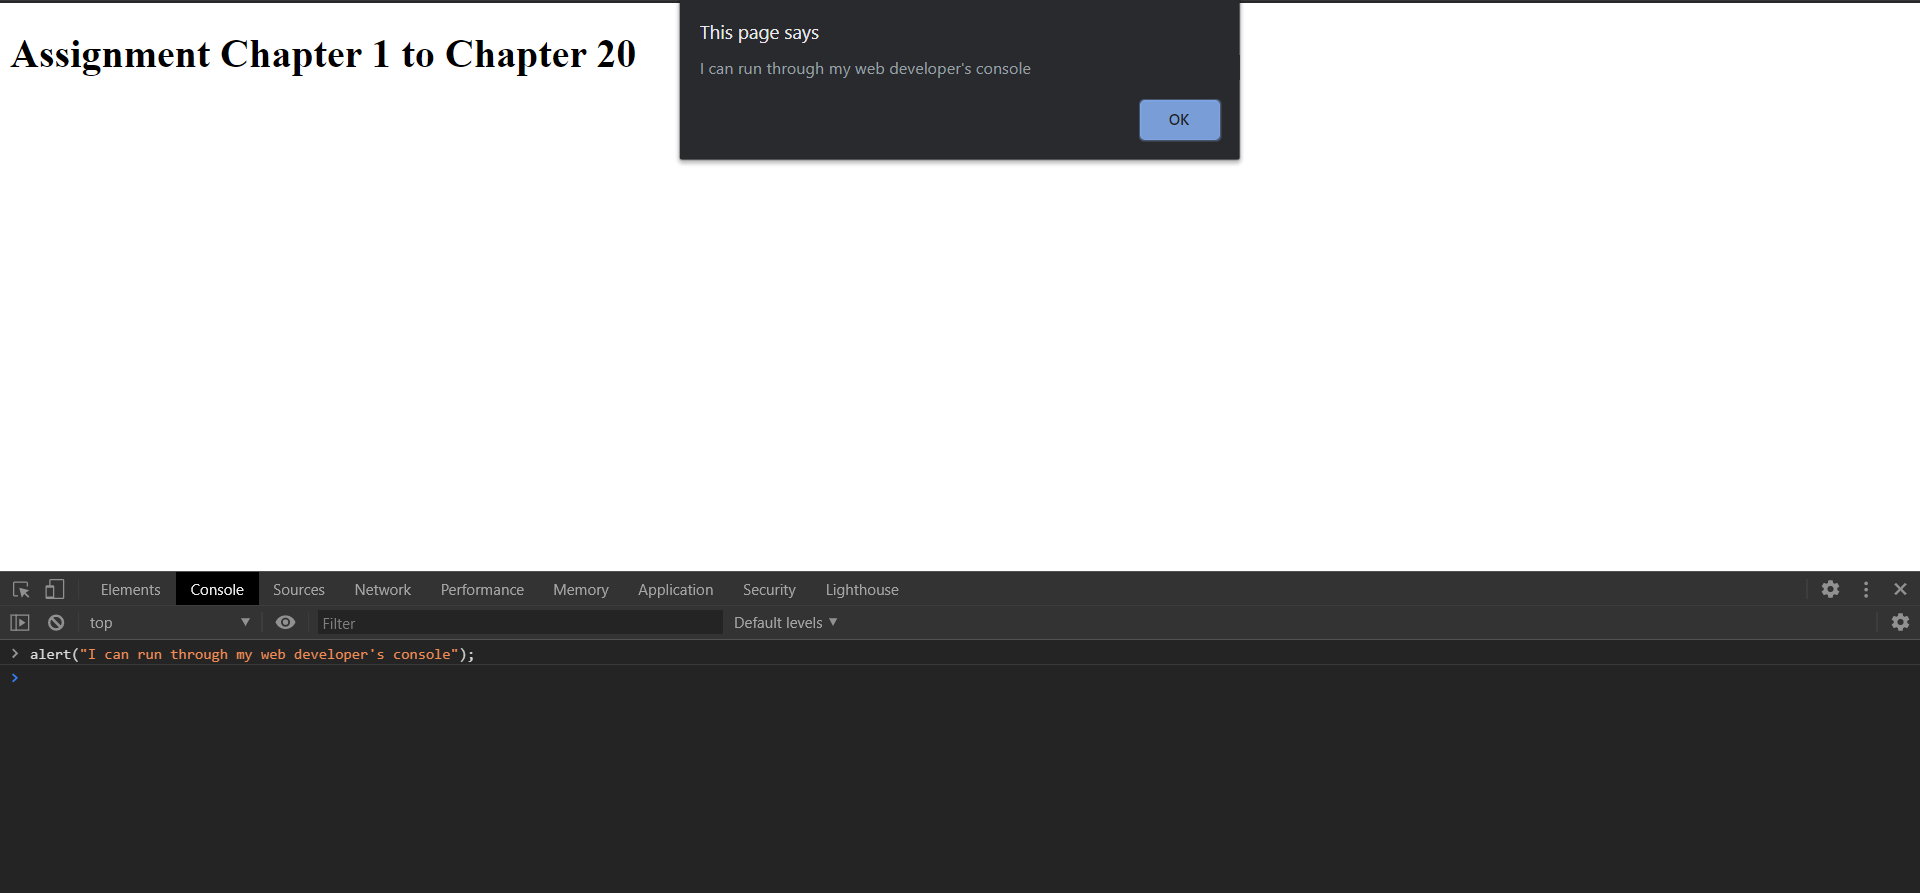 Assignment Chapter 1 to Chapter 20
This page says
I can run through my web developer's console
OK
Elements Console Sources Network Performance Memory Application Security Lighthouse
top Filter Default levels
alert("I can run through my web developer's console");